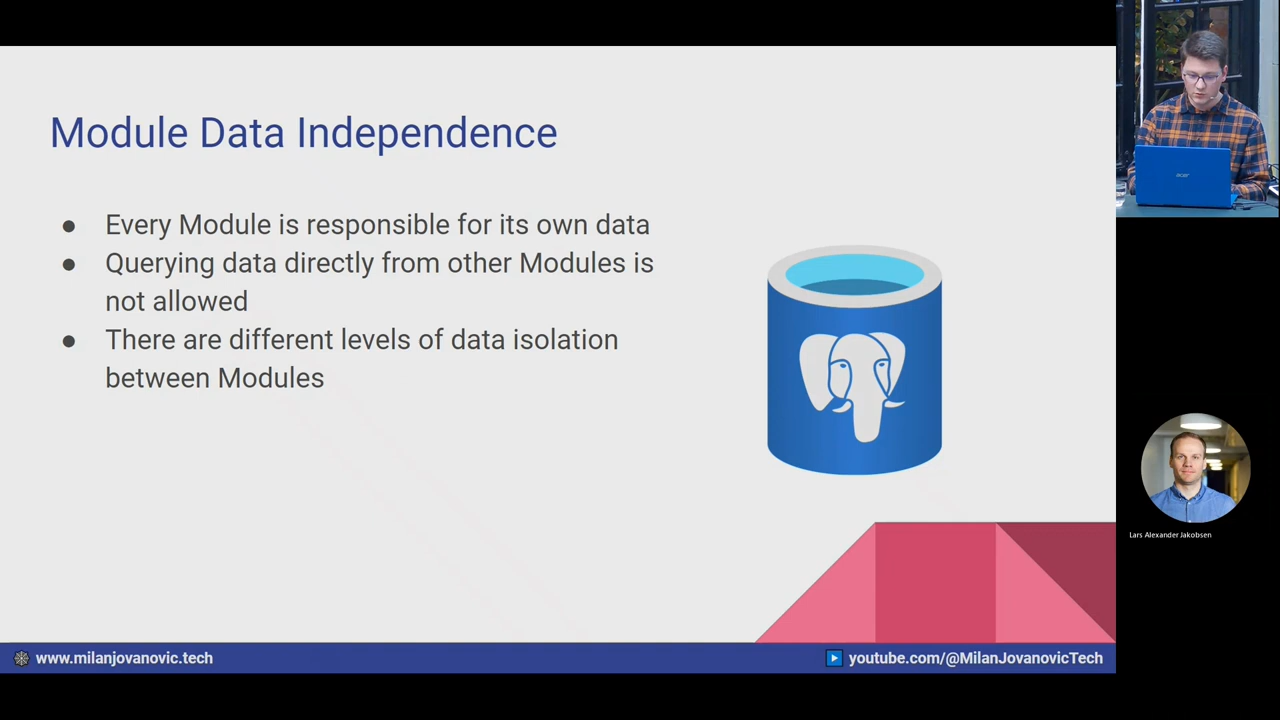 Module Data Independence
● Every Module is responsible for its own data
● Querying data directly from other Modules is
not allowed
● There are different levels of data isolation
between Modules
www.milanjovanovic.tech
youtube.com/@MilanJovanovicTech
acer
Lars Alexander Jakobsen